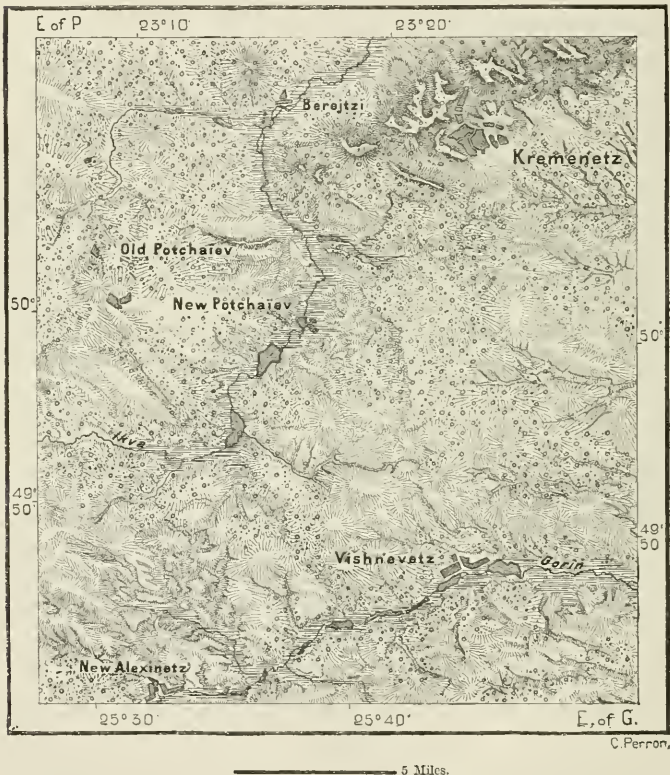 E of P 23°10' 23°20'
Berejtzi
Kremenetz
Old Potchaïev
New Potchaïev
50° 50°
Ikva
49°
50'
49°
50'
Vishnevetz Gorin
New Alexinetz
25°30' 25°40' E. of G.
C. Perron,
5 Miles.